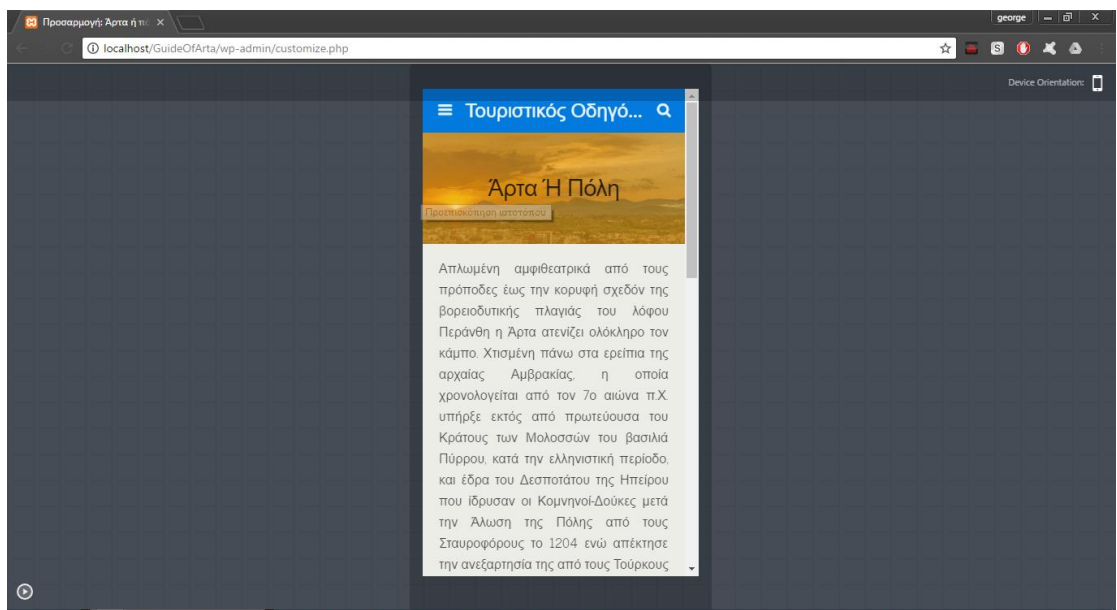 Προσαρμογή: Άρτα ή πό
george
localhost/GuideOfArta/wp-admin/customize.php
Device Orientation:
Τουριστικός Οδηγό...
Άρτα Ή Πόλη
Προεπισκόπηση ιστοτόπου
Απλωμένη αμφιθεατρικά από τους
πρόποδες έως την κορυφή σχεδόν της
βορειοδυτικής πλαγιάς του λόφου
Περάνθη η Άρτα ατενίζει ολόκληρο τον
κάμπο. Χτισμένη πάνω στα ερείπια της
αρχαίας Αμβρακίας, η οποία
χρονολογείται από τον 7ο αιώνα π.Χ.
υπήρξε εκτός από πρωτεύουσα του
Κράτους των Μολοσσών του βασιλιά
Πύρρου, κατά την ελληνιστική περίοδο,
και έδρα του Δεσποτάτου της Ηπείρου
που ίδρυσαν οι Κομνηνοί-Δούκες μετά
την Άλωση της Πόλης από τους
Σταυροφόρους το 1204 ενώ απέκτησε
την ανεξαρτησία της από τους Τούρκους